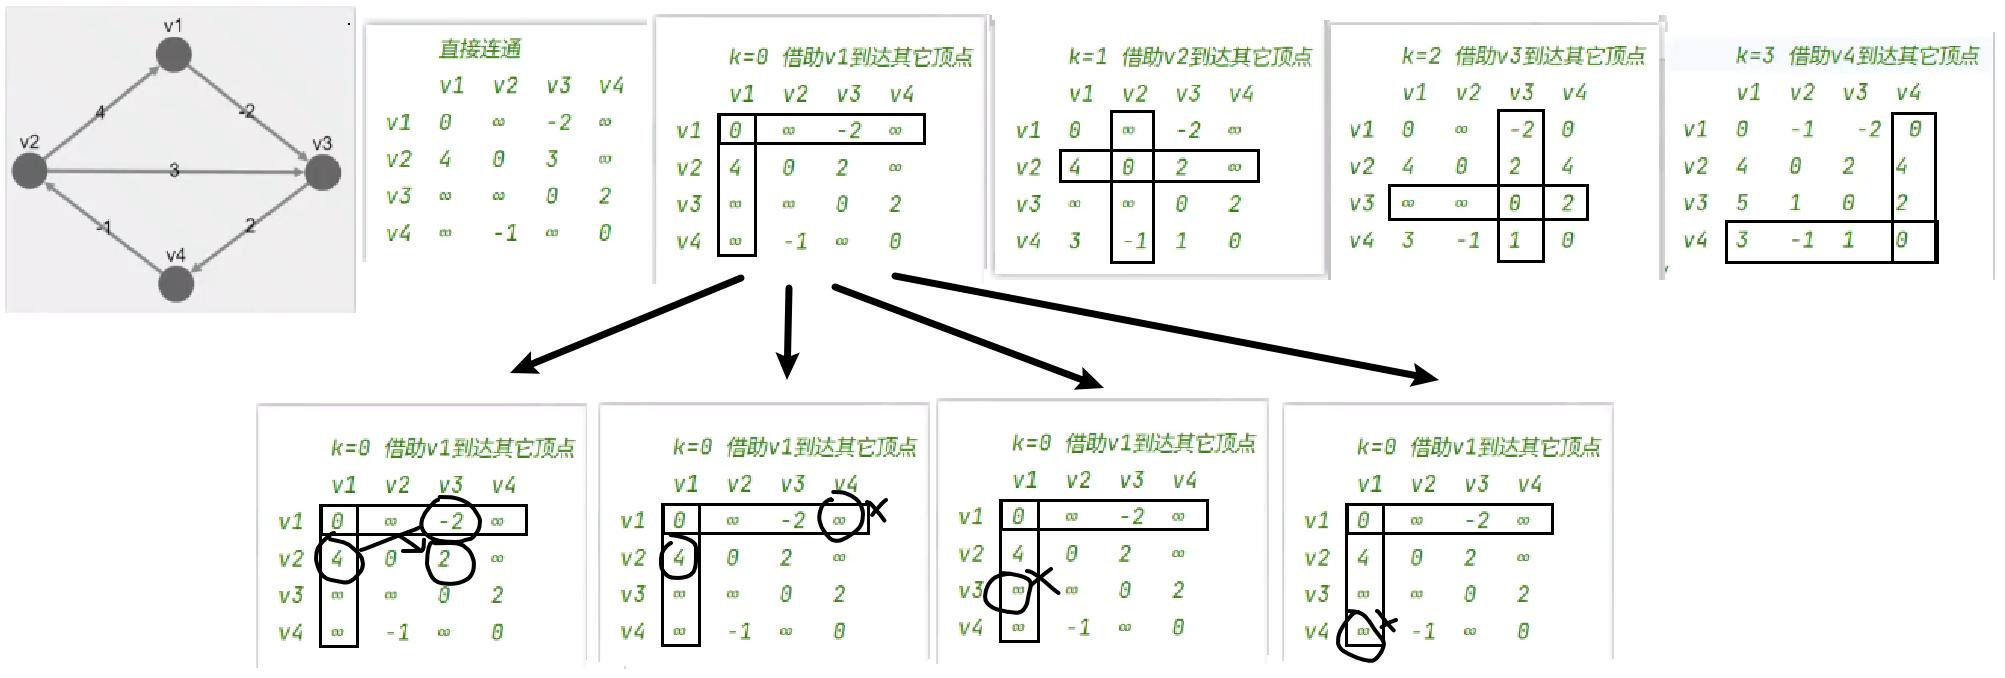 v1
4
-2
v2
v3
3
-1
2
v4
直接连通
v1 v2 v3 v4
v1 0 ∞ -2 ∞
v2 4 0 3 ∞
v3 ∞ ∞ 0 2
v4 ∞ -1 ∞ 0
k=0 借助v1到达其它顶点
v1 v2 v3 v4
v1 0 ∞ -2 ∞
v2 4 0 2 ∞
v3 ∞ ∞ 0 2
v4 ∞ -1 ∞ 0
k=1 借助v2到达其它顶点
v1 v2 v3 v4
v1 0 ∞ -2 ∞
v2 4 0 2 ∞
v3 ∞ ∞ 0 2
v4 3 -1 1 0
k=2 借助v3到达其它顶点
v1 v2 v3 v4
v1 0 ∞ -2 0
v2 4 0 2 4
v3 ∞ ∞ 0 2
v4 3 -1 1 0
k=3 借助v4到达其它顶点
v1 v2 v3 v4
v1 0 -1 -2 0
v2 4 0 2 4
v3 5 1 0 2
v4 3 -1 1 0
k=0 借助v1到达其它顶点
v1 v2 v3 v4
v1 0 ∞ -2 ∞
v2 4 0 2 ∞
v3 ∞ ∞ 0 2
v4 ∞ -1 ∞ 0
k=0 借助v1到达其它顶点
v1 v2 v3 v4
v1 0 ∞ -2 ∞
v2 4 0 2 ∞
v3 ∞ ∞ 0 2
v4 ∞ -1 ∞ 0
k=0 借助v1到达其它顶点
v1 v2 v3 v4
v1 0 ∞ -2 ∞
v2 4 0 2 ∞
v3 ∞ ∞ 0 2
v4 ∞ -1 ∞ 0
k=0 借助v1到达其它顶点
v1 v2 v3 v4
v1 0 ∞ -2 ∞
v2 4 0 2 ∞
v3 ∞ ∞ 0 2
v4 ∞ -1 ∞ 0